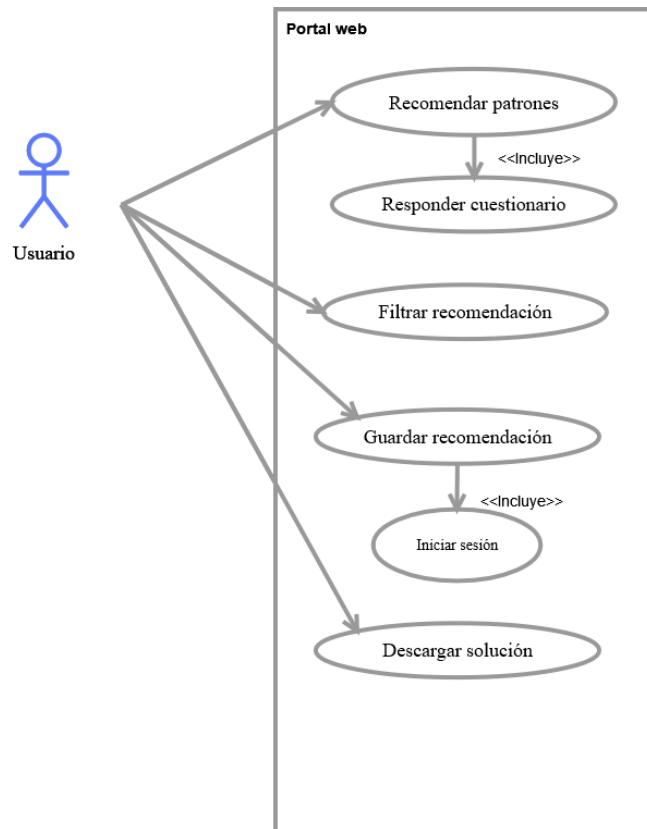 Portal web
Recomendar patrones
<<Incluye>>
Responder cuestionario
Usuario
Filtrar recomendación
Guardar recomendación
<<Incluye>>
Iniciar sesión
Descargar solución